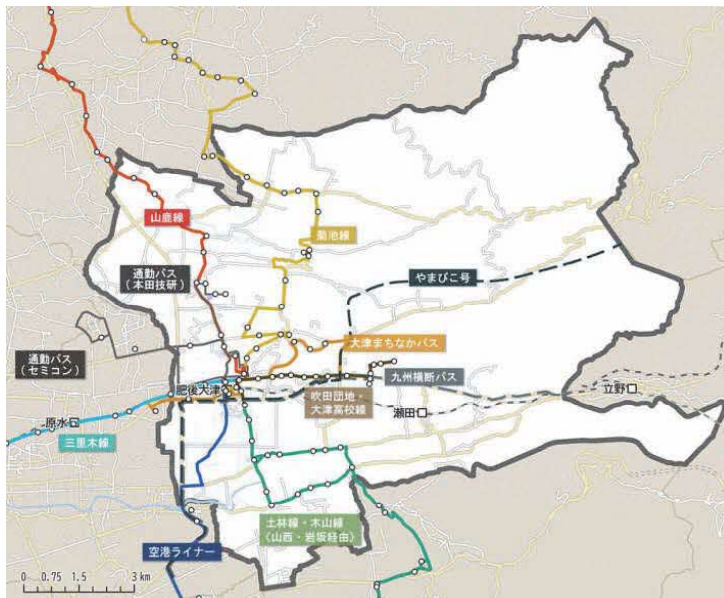 山鹿線
菊池線
通勤バス
(本田技研)
やまびこ号
大津まちなかバス
通勤バス
(セミコン)
九州横断バス
肥後大津
吹田団地・
大津高校線
立野
瀬田
原水
三里木線
土林線・木山線
〈山西・岩坂経由〉
空港ライナー
0 0.75 1.5 3 km